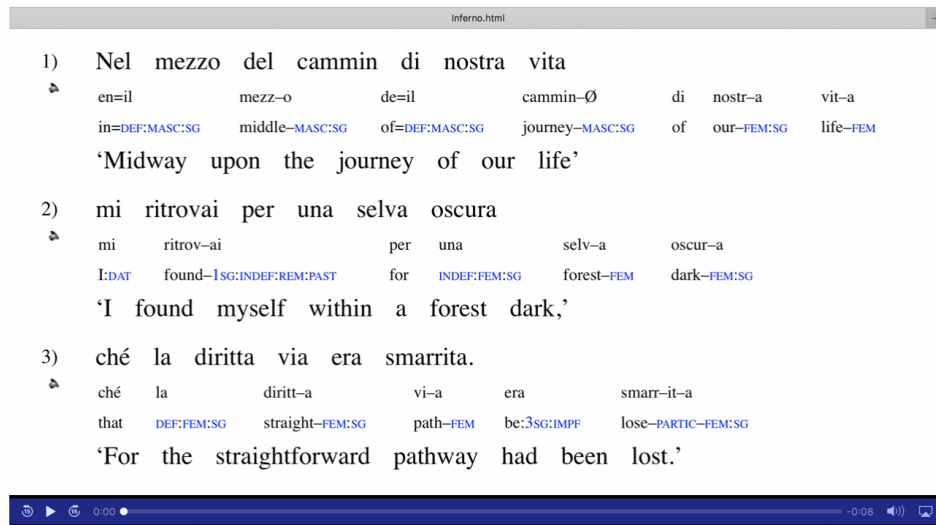 Inferno.html
1) Nel mezzo del cammin di nostra vita
en=il mezz–o de=il cammin–Ø di nostr–a vit–a
in=DEF:MASC:SG middle–MASC:SG of=DEF:MASC:SG journey–MASC:SG of our–FEM:SG life–FEM
‘Midway upon the journey of our life’
2) mi ritrovai per una selva oscura
mi ritrov–ai per una selv–a oscur–a
I:DAT found–1SG:INDEF:REM:PAST for INDEF:FEM:SG forest–FEM dark–FEM:SG
‘I found myself within a forest dark,’
3) ché la diritta via era smarrita.
ché la diritt–a vi–a era smarr–it–a
that DEF:FEM:SG straight–FEM:SG path–FEM be:3SG:IMPF lose–PARTIC–FEM:SG
‘For the straightforward pathway had been lost.’
15 15 0:00 -0:08